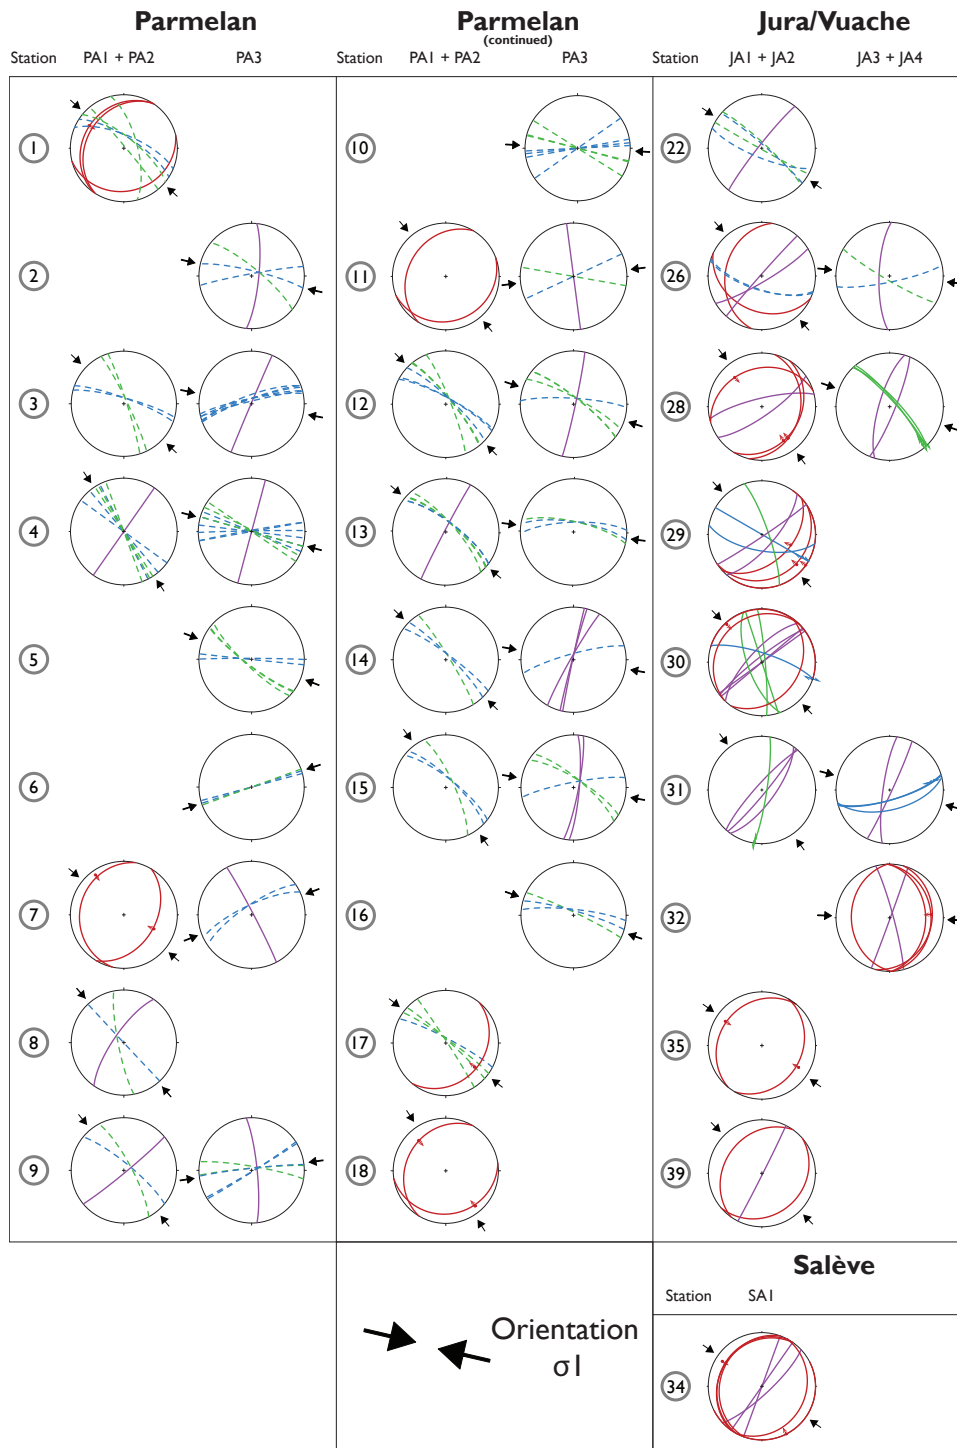 Parmelan
Station PA1 + PA2 PA3
1
2
3
4
5
6
7
8
9
Parmelan
(continued)
Station PA1 + PA2 PA3
10
11
12
13
14
15
16
17
18
Jura/Vuache
Station JA1 + JA2 JA3 + JA4
22
26
28
29
30
31
32
35
39
Orientation
σ1
Salève
Station SA1
34